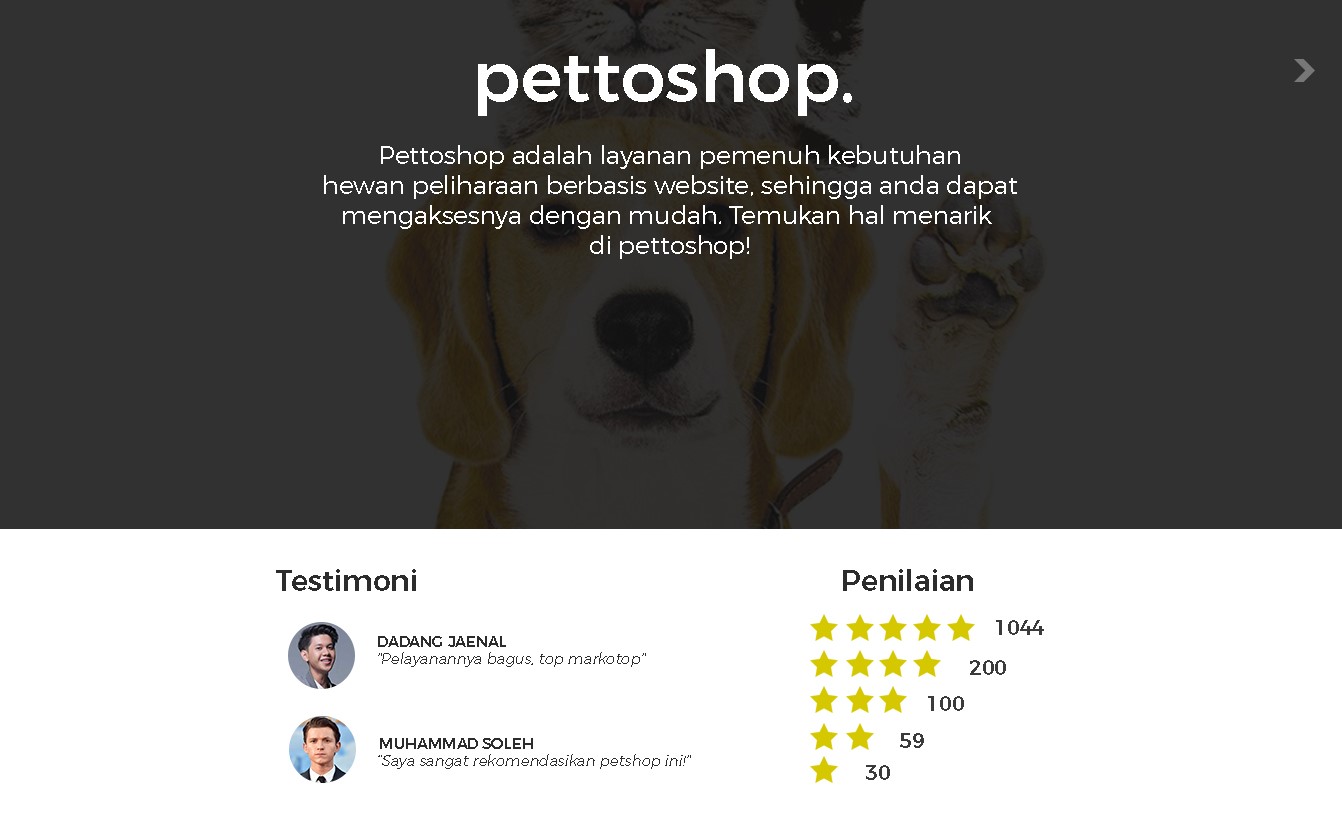 pettoshop.
Pettoshop adalah layanan pemenuh kebutuhan
hewan peliharaan berbasis website, sehingga anda dapat
mengaksesnya dengan mudah. Temukan hal menarik
di pettoshop!
Testimoni
DADANG JAENAL
"Pelayanannya bagus, top markotop"
MUHAMMAD SOLEH
"Saya sangat rekomendasikan petshop ini!"
Penilaian
1044
200
100
59
30